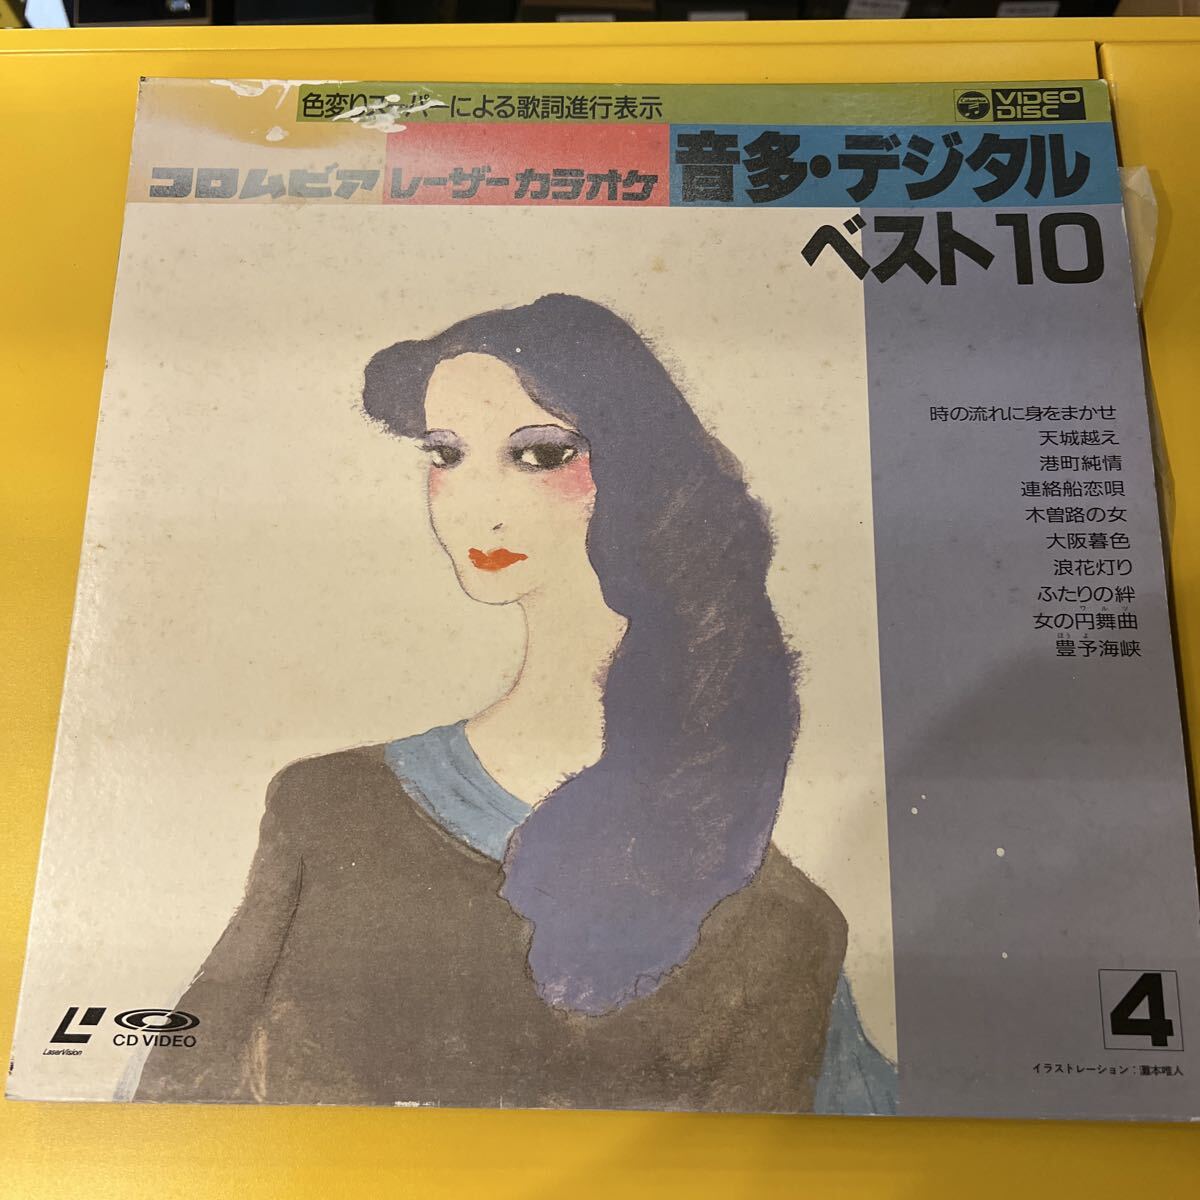 色変りスーパーによる歌詞進行表示
Columbia
VIDEO
DISC
コロムビア レーザーカラオケ 音多・デジタル
ベスト10
時の流れに身をまかせ
天城越え
港町純情
連絡船恋唄
木曽路の女
大阪暮色
浪花灯り
ふたりの絆
ワルツ
女の円舞曲
ほうよ
豊予海峡
4
LaserVision
CD VIDEO
イラストレーション：灘本唯人